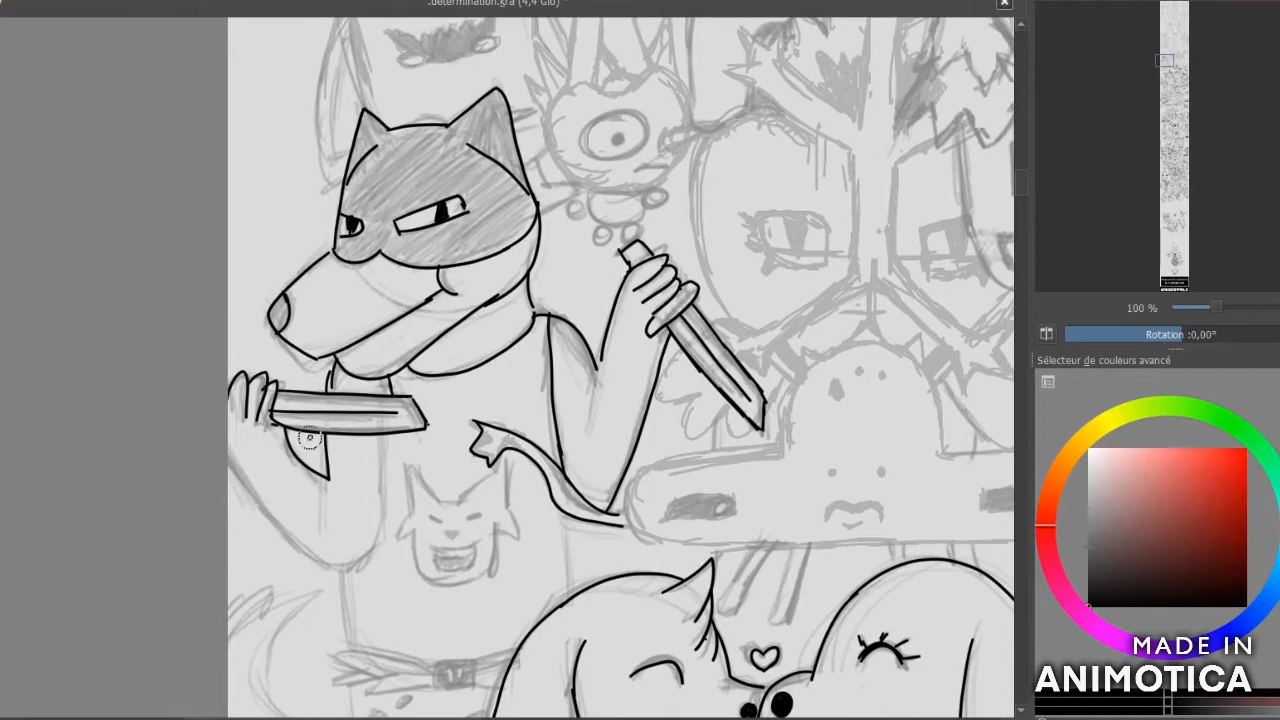 .determination.kra (4,4 Gio) *
100 %
Rotation :0,00°
Sélecteur de couleurs avancé
MADE IN
ANIMOTICA